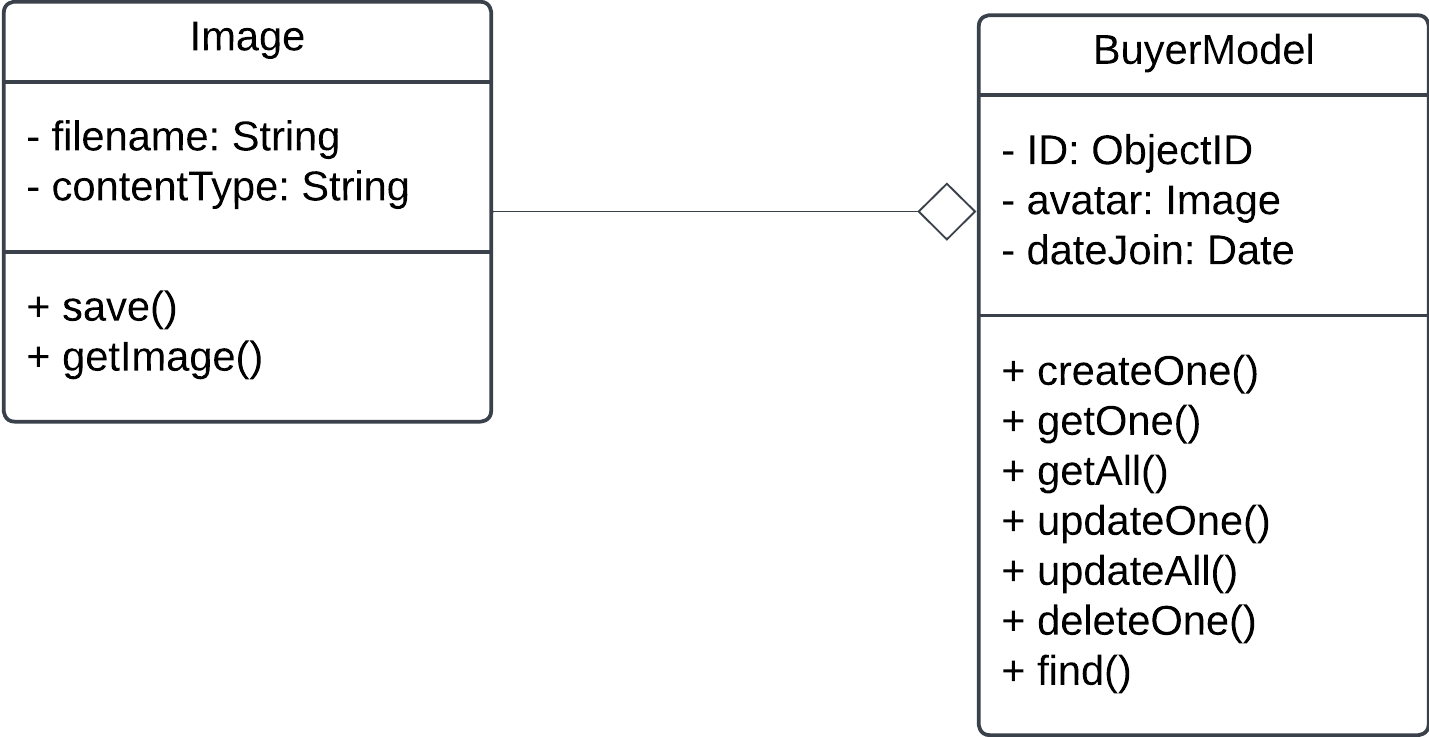 Image
- filename: String
- contentType: String
+ save()
+ getImage()
BuyerModel
- ID: ObjectID
- avatar: Image
- dateJoin: Date
+ createOne()
+ getOne()
+ getAll()
+ updateOne()
+ updateAll()
+ deleteOne()
+ find()